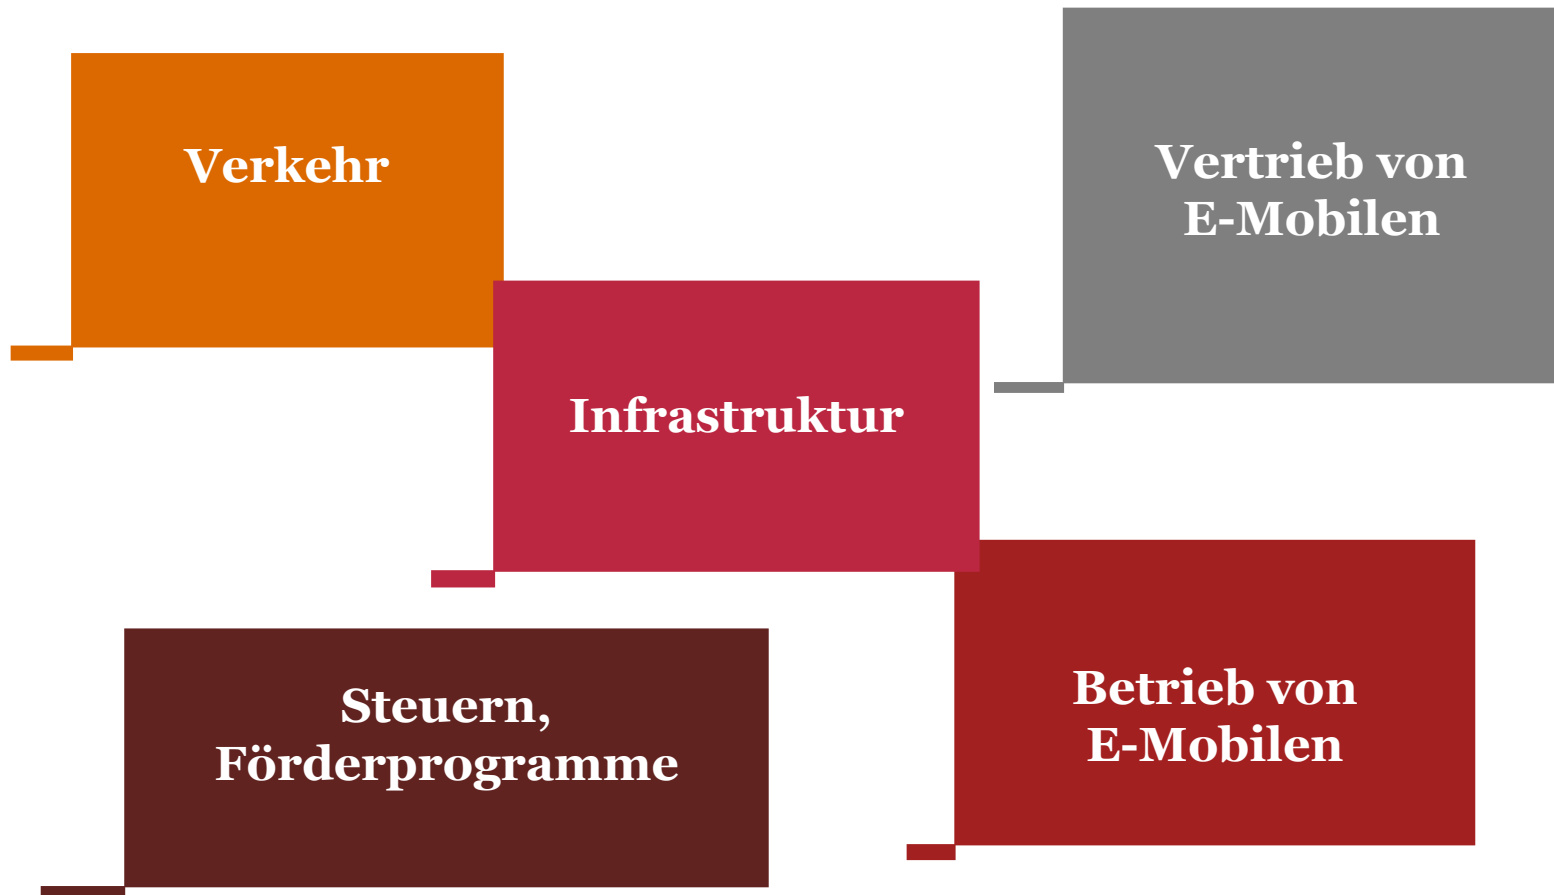 Verkehr
Vertrieb von
E-Mobilen
Infrastruktur
Steuern,
Förderprogramme
Betrieb von
E-Mobilen